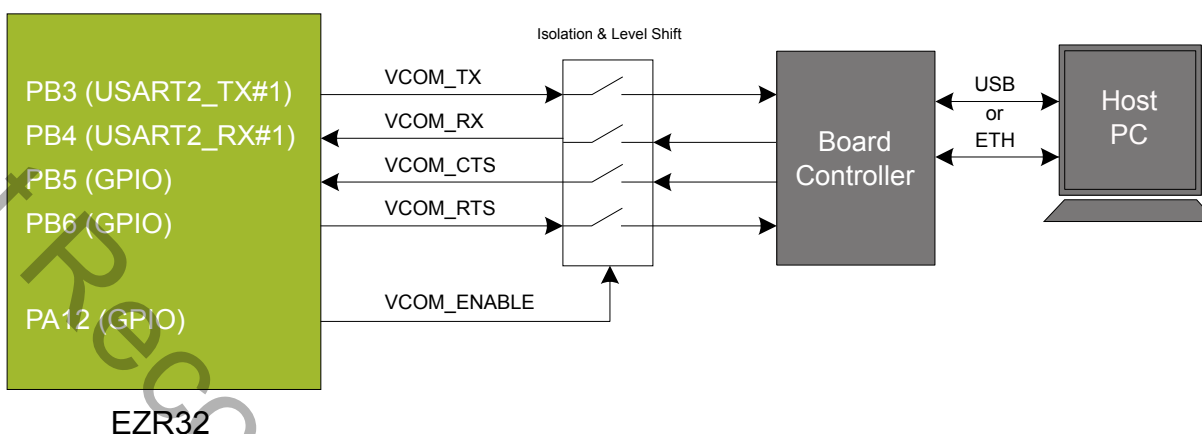 Isolation & Level Shift
PB3 (USART2_TX#1)
VCOM_TX
PB4 (USART2_RX#1)
VCOM_RX
PB5 (GPIO)
VCOM_CTS
PB6 (GPIO)
VCOM_RTS
PA12 (GPIO)
VCOM_ENABLE
Board
Controller
USB
or
ETH
Host
PC
EZR32